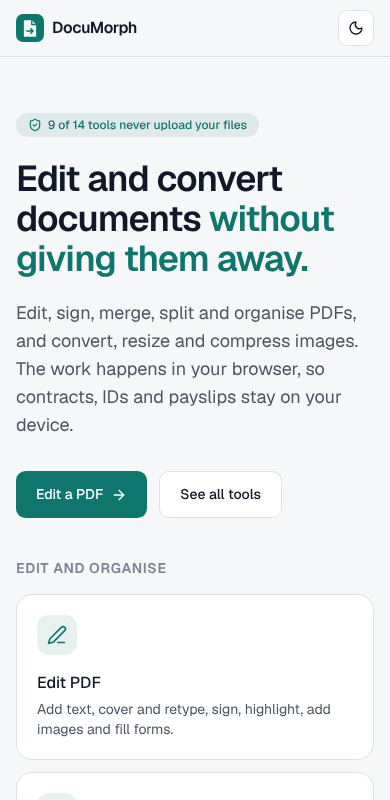 DocuMorph
9 of 14 tools never upload your files
Edit and convert
documents without
giving them away.
Edit, sign, merge, split and organise PDFs,
and convert, resize and compress images.
The work happens in your browser, so
contracts, IDs and payslips stay on your
device.
Edit a PDF
See all tools
EDIT AND ORGANISE
Edit PDF
Add text, cover and retype, sign, highlight, add
images and fill forms.